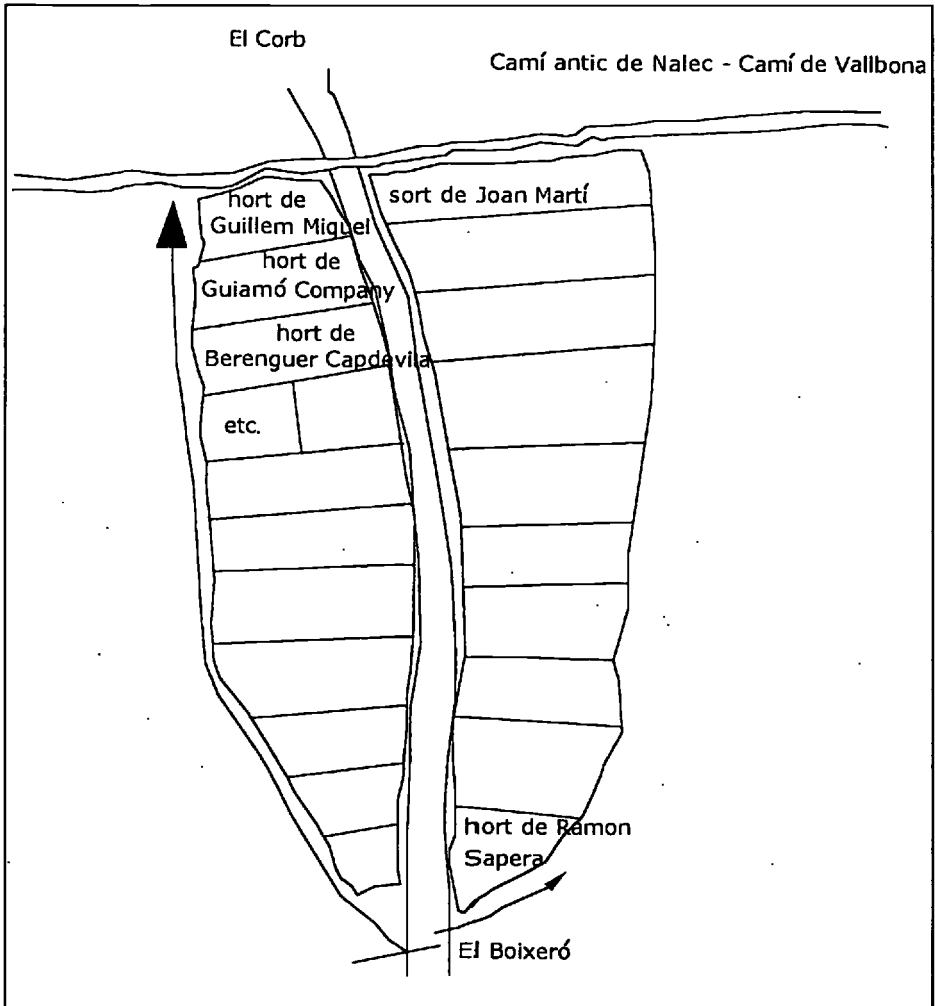 El Corb
Camí antic de Nalec - Camí de Vallbona
hort de
Guillem Miquel
sort de Joan Martí
hort de
Guiamó Company
hort de
Berenguer Capdevila
etc.
hort de Ramon
Sapera
El Boixeró